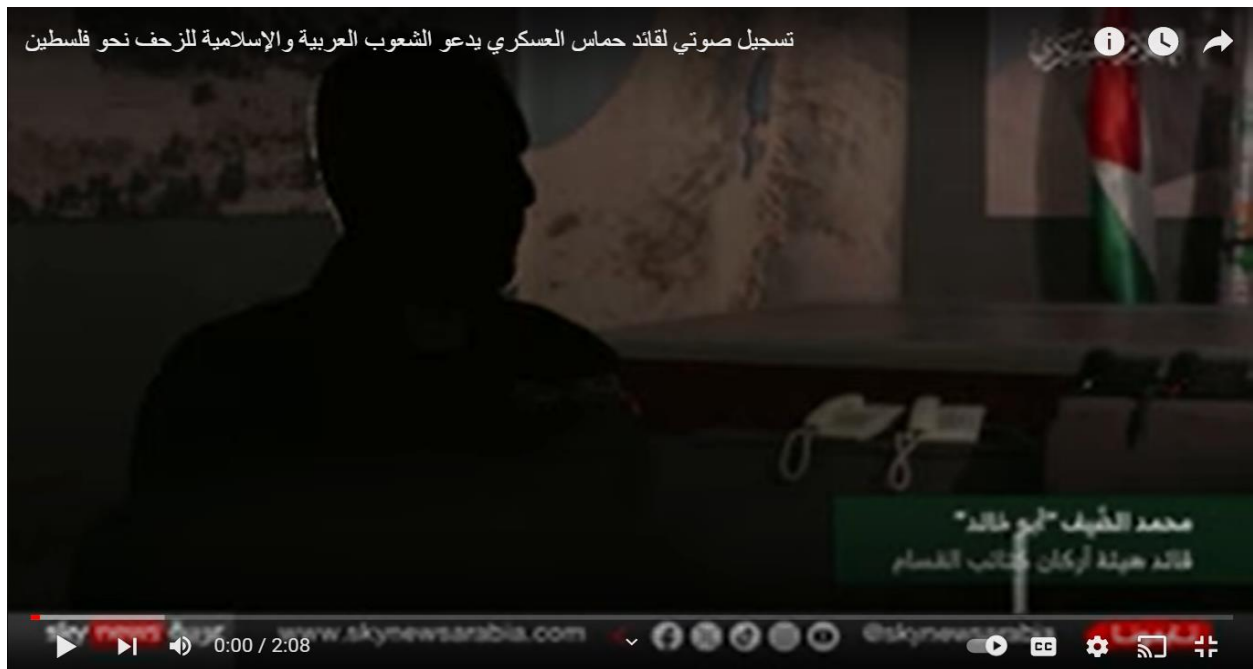 تسجيل صوتي لقائد حماس العسكري يدعو الشعوب العربية والإسلامية للزحف نحو فلسطين
محمد الضيف "أبو خالد"
قائد هيئة أركان كتائب القسام
sky news عربية
www.skynewsarabia.com
@skynewsarabia
0:00 / 2:08
CC